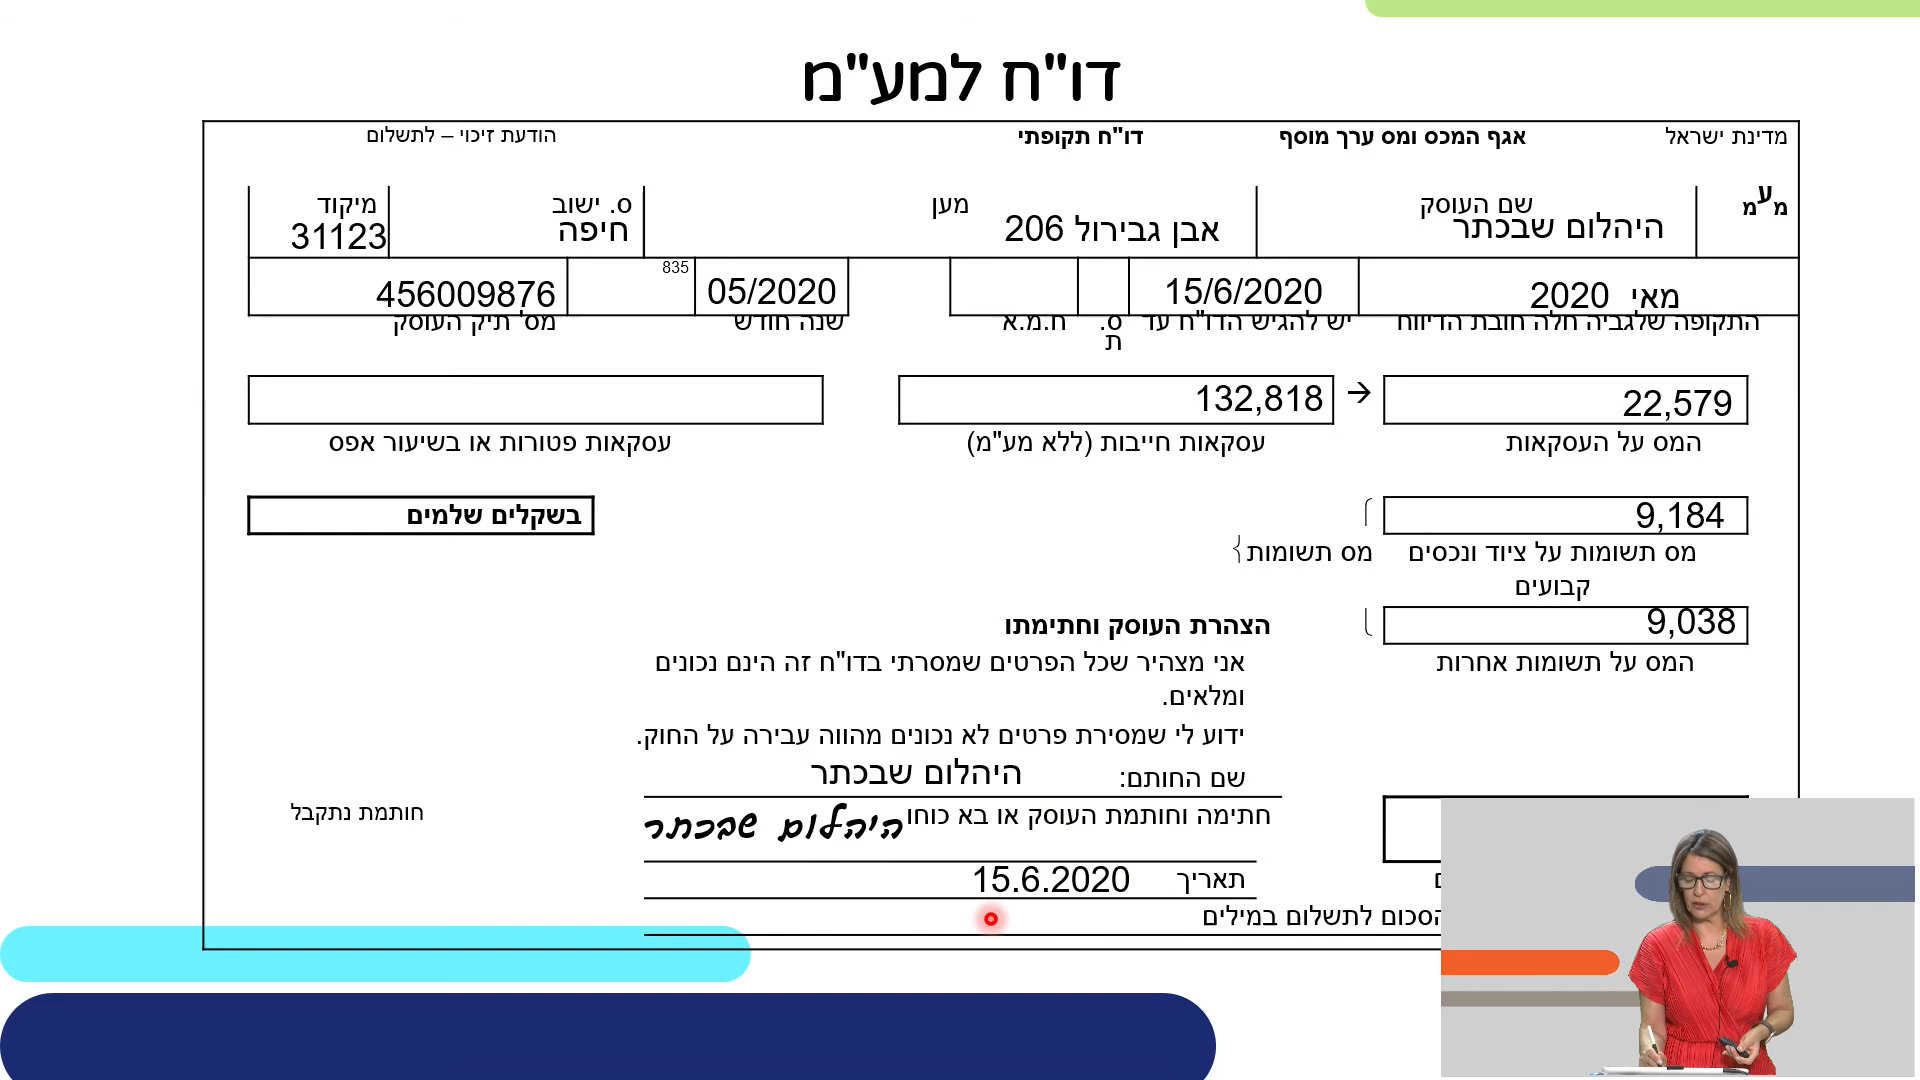 דו"ח למע"מ
מדינת ישראל אגף המכס ומס ערך מוסף דו"ח תקופתי הודעת זיכוי – לתשלום
מעמ שם העוסק מען ס. ישוב מיקוד
היהלום שבכתר אבן גבירול 206 חיפה 31123
מאי 2020 15/6/2020 05/2020 835 456009876
התקופה שלגביה חלה חובת הדיווח יש להגיש הדו"ח עד ס. ת ח.מ.א שנה חודש מס' תיק העוסק
22,579 → 132,818
המס על העסקאות עסקאות חייבות (ללא מע"מ) עסקאות פטורות או בשיעור אפס
9,184 בשקלים שלמים
מס תשומות על ציוד ונכסים מס תשומות
קבועים
9,038 הצהרת העוסק וחתימתו
המס על תשומות אחרות אני מצהיר שכל הפרטים שמסרתי בדו"ח זה הינם נכונים
ומלאים.
ידוע לי שמסירת פרטים לא נכונים מהווה עבירה על החוק.
שם החותם: היהלום שבכתר
חתימה וחותמת העוסק או בא כוחו היהלום שבכתר חותמת נתקבל
תאריך 15.6.2020
הסכום לתשלום במילים